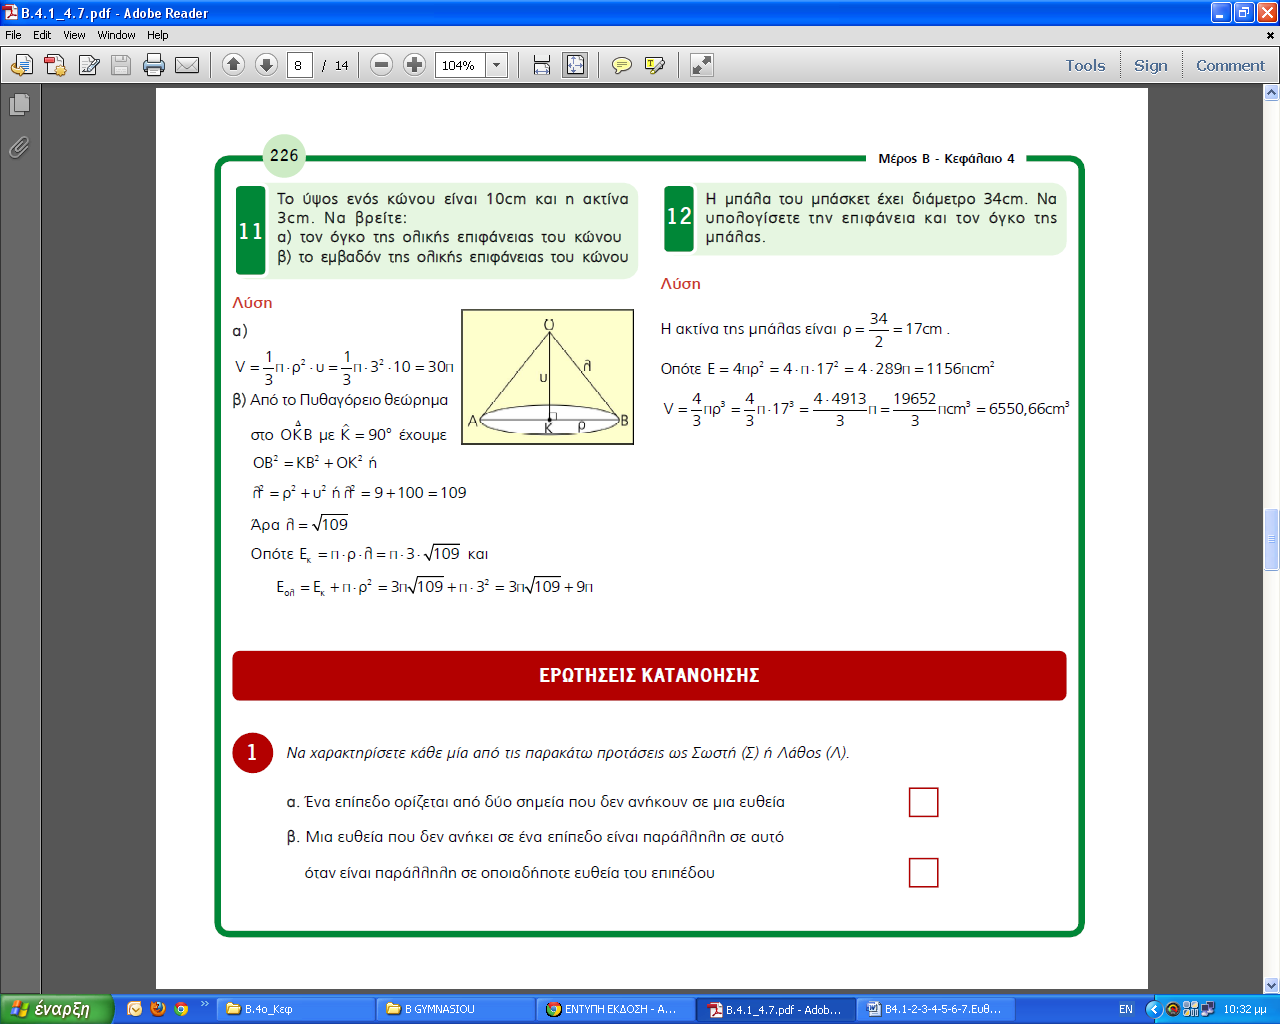 B.4.1_4.7.pdf - Adobe Reader
File Edit View Window Help
8 / 14 104% Tools Sign Comment
226
Μέρος Β - Κεφάλαιο 4
11
Το ύψος ενός κώνου είναι 10cm και η ακτίνα
3cm. Να βρείτε:
α) τον όγκο της ολικής επιφάνειας του κώνου
β) το εμβαδόν της ολικής επιφάνειας του κώνου
Λύση
α)
V = 1/3 π · ρ² · υ = 1/3 π · 3² · 10 = 30π
β) Από το Πυθαγόρειο θεώρημα
στο ΟΚ̂Β με Κ̂ = 90° έχουμε
ΟΒ² = ΚΒ² + ΟΚ² ή
λ² = ρ² + υ² ή λ² = 9 + 100 = 109
Άρα λ = √109
Οπότε Εκ = π · ρ · λ = π · 3 · √109 και
Εολ = Εκ + π · ρ² = 3π√109 + π · 3² = 3π√109 + 9π
Ο
λ
υ
Α
Κ
ρ
Β
12
Η μπάλα του μπάσκετ έχει διάμετρο 34cm. Να
υπολογίσετε την επιφάνεια και τον όγκο της
μπάλας.
Λύση
Η ακτίνα της μπάλας είναι ρ = 34/2 = 17cm .
Οπότε Ε = 4πρ² = 4 · π · 17² = 4 · 289π = 1156πcm²
V = 4/3 πρ³ = 4/3 π · 17³ = 4 · 4913/3 π = 19652/3 πcm³ = 6550,66cm³
ΕΡΩΤΗΣΕΙΣ ΚΑΤΑΝΟΗΣΗΣ
1
Να χαρακτηρίσετε κάθε μία από τις παρακάτω προτάσεις ως Σωστή (Σ) ή Λάθος (Λ).
α. Ένα επίπεδο ορίζεται από δύο σημεία που δεν ανήκουν σε μια ευθεία
β. Μια ευθεία που δεν ανήκει σε ένα επίπεδο είναι παράλληλη σε αυτό
όταν είναι παράλληλη σε οποιαδήποτε ευθεία του επιπέδου
έναρξη » Β.4ο_Κεφ B GYMNASIOU ΕΝΤΥΠΗ ΕΚΔΟΣΗ - Α... B.4.1_4.7.pdf - Adob... B4.1-2-3-4-5-6-7.Ευθ... EN 10:32 μμ